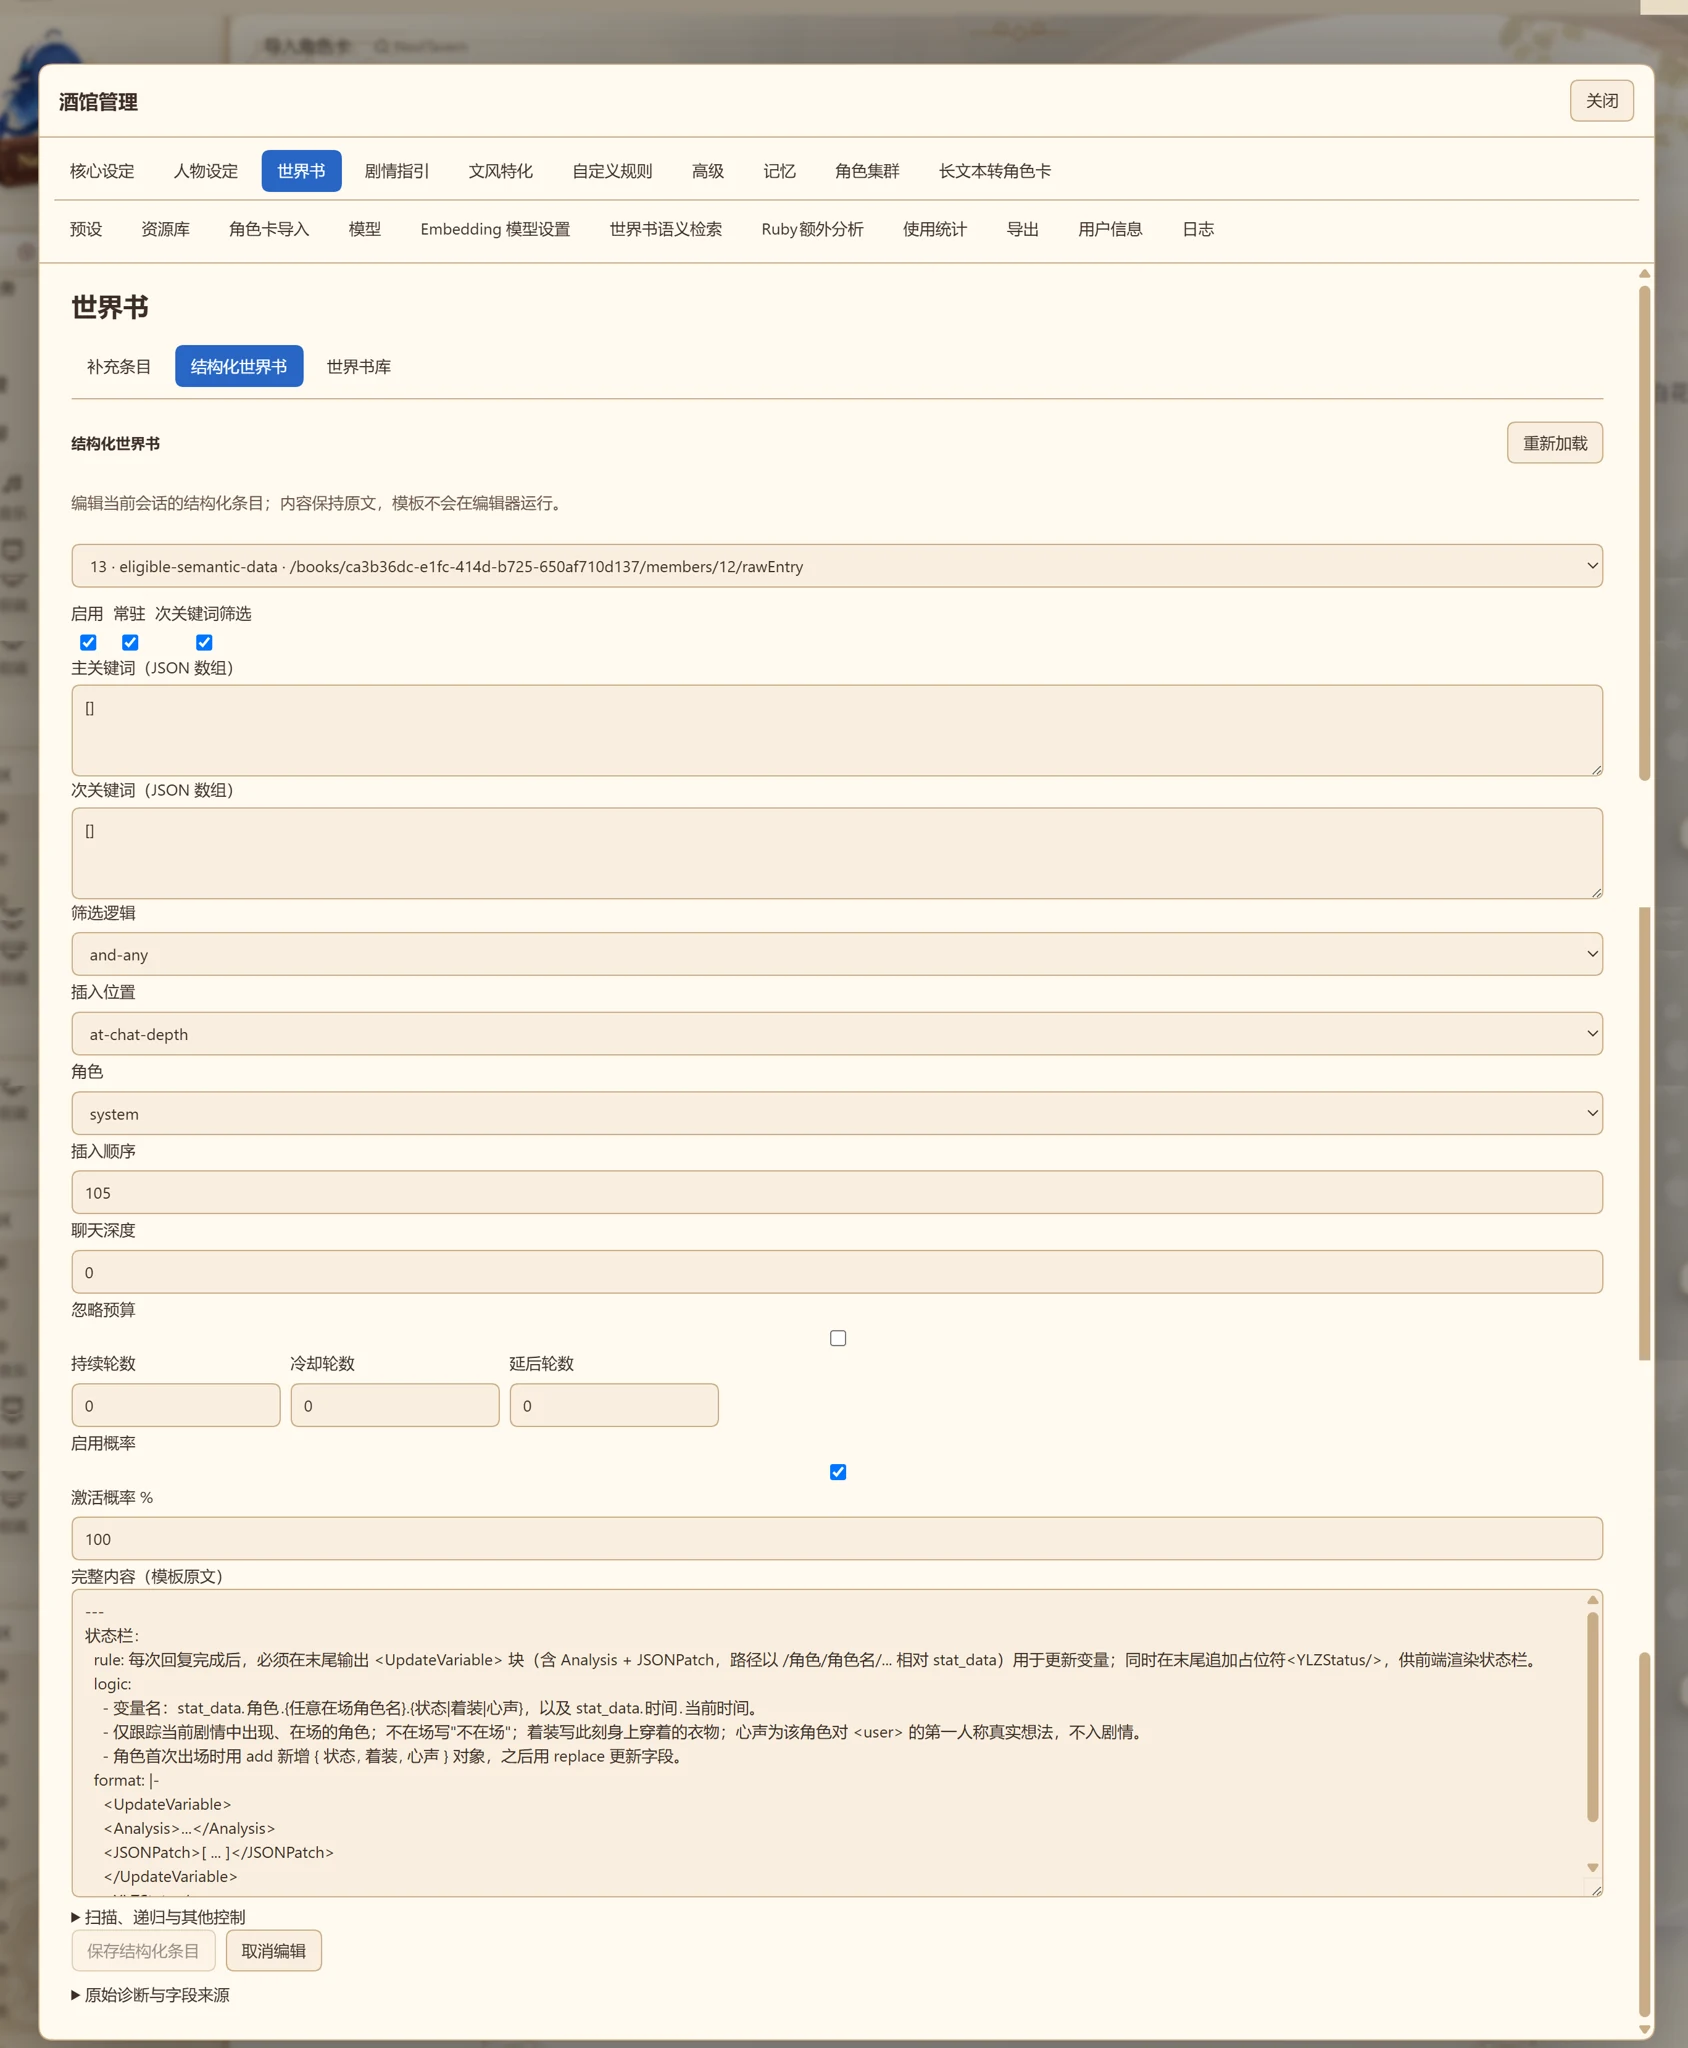 导入角色卡
酒馆管理
关闭
核心设定 人物设定 世界书 剧情指引 文风特化 自定义规则 高级 记忆 角色集群 长文本转角色卡
预设 资源库 角色卡导入 模型 Embedding 模型设置 世界书语义检索 Ruby额外分析 使用统计 导出 用户信息 日志
世界书
补充条目 结构化世界书 世界书库
结构化世界书
重新加载
编辑当前会话的结构化条目；内容保持原文，模板不会在编辑器运行。
13 · eligible-semantic-data · /books/ca3b36dc-e1fc-414d-b725-650af710d137/members/12/rawEntry
启用 常驻 次关键词筛选
主关键词（JSON 数组）
[]
次关键词（JSON 数组）
[]
筛选逻辑
and-any
插入位置
at-chat-depth
角色
system
插入顺序
105
聊天深度
0
忽略预算
持续轮数 冷却轮数 延后轮数
0 0 0
启用概率
激活概率 %
100
完整内容（模板原文）
---
状态栏：
rule: 每次回复完成后，必须在末尾输出 <UpdateVariable> 块（含 Analysis + JSONPatch，路径以 /角色/角色名/... 相对 stat_data）用于更新变量；同时在末尾追加占位符<YLZStatus/>，供前端渲染状态栏。
logic:
- 变量名：stat_data.角色.{任意在场角色名}.{状态|着装|心声}，以及 stat_data.时间.当前时间。
- 仅跟踪当前剧情中出现、在场的角色；不在场写"不在场"；着装写此刻身上穿着的衣物；心声为该角色对 <user> 的第一人称真实想法，不入剧情。
- 角色首次出场时用 add 新增 { 状态, 着装, 心声 } 对象，之后用 replace 更新字段。
format: |-
<UpdateVariable>
<Analysis>...</Analysis>
<JSONPatch>[ ... ]</JSONPatch>
</UpdateVariable>
▶ 扫描、递归与其他控制
保存结构化条目 取消编辑
▶ 原始诊断与字段来源